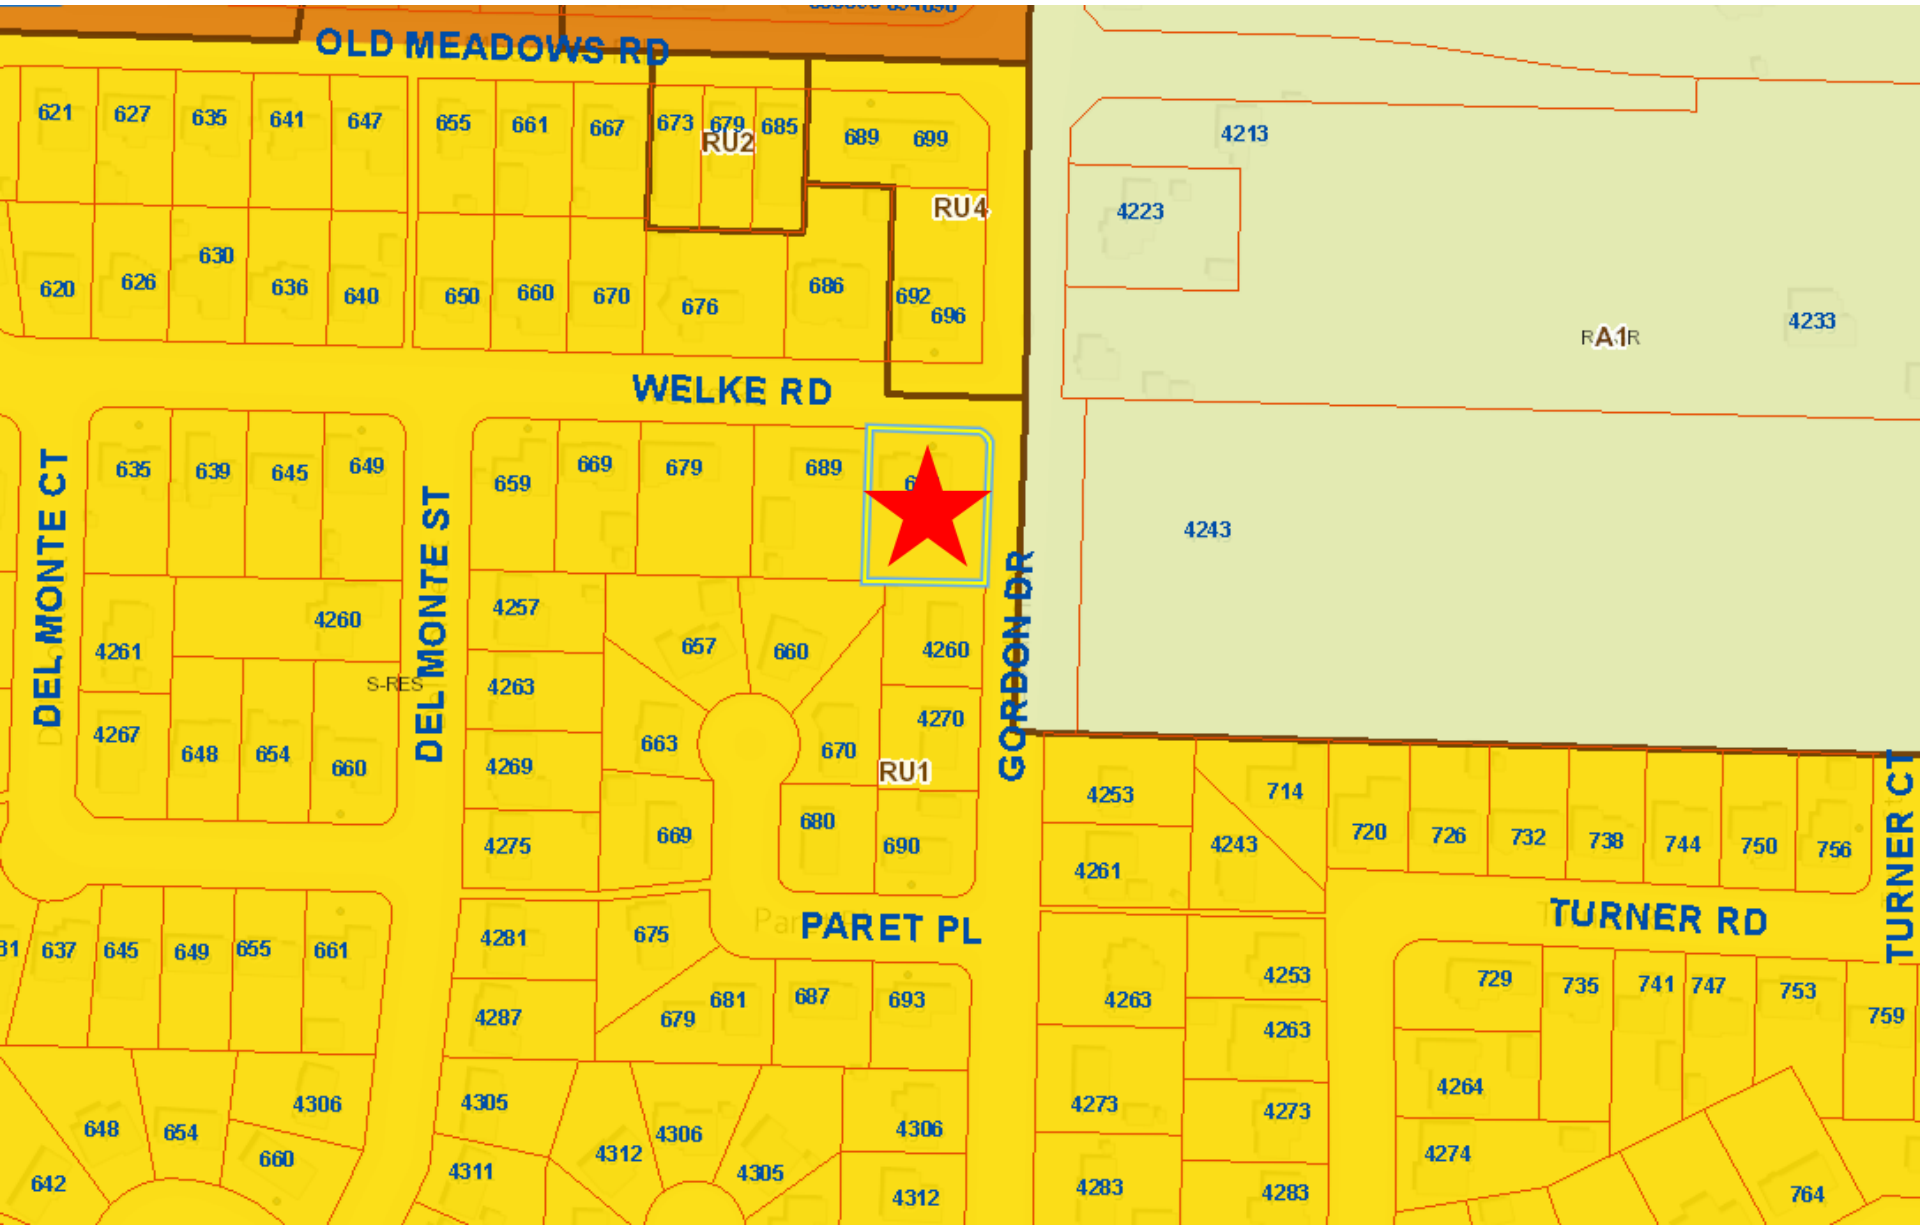 OLD MEADOWS RD
621 627 635 641 647 655 661 667 673 679 685 689 699
RU2
4213
RU4
4223
620 626 630 636 640 650 660 670 676 686 692 696
A1
4233
WELKE RD
635 639 645 649 659 669 679 689
DEL MONTE CT
DEL MONTE ST
GORDON DR
4243
4261 4260 4257 657 660 4260
S-RES
4263
4267 648 654 660 4269 663 670 4270
RU1
4275 669 680 690
4253 714 720 726 732 738 744 750 756
4261 4243
TURNER CT
PARET PL
TURNER RD
637 645 649 655 661 4281 675
4287 679 681 687 693
4263 4253 729 735 741 747 753 759
4263
648 654 4306 4305 4306 4306 4273 4273 4264
642 660 4311 4312 4305 4312 4283 4283 4274 764